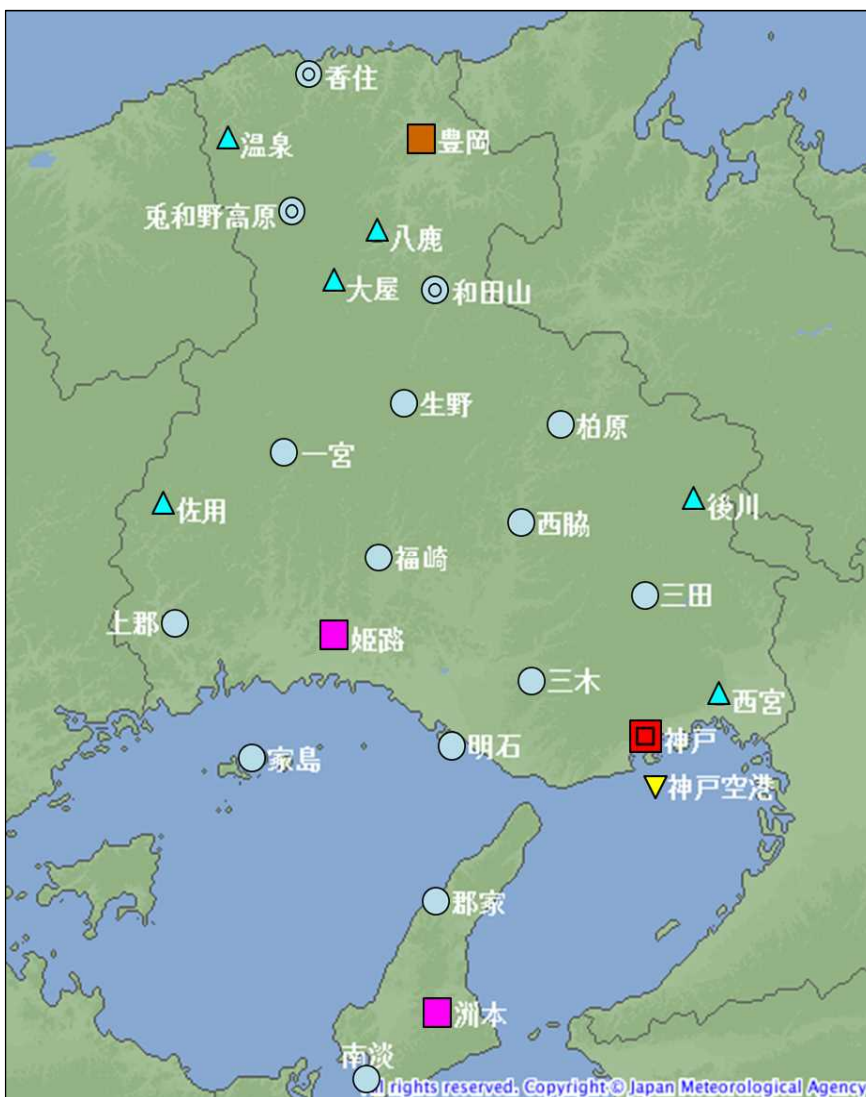 香住
温泉
豊岡
兎和野高原
八鹿
大屋
和田山
生野
柏原
一宮
佐用
後川
西脇
福崎
三田
上郡
姫路
三木
西宮
神戸
明石
家島
神戸空港
郡家
洲本
南淡
ll rights reserved. Copyright © Japan Meteorological Agency